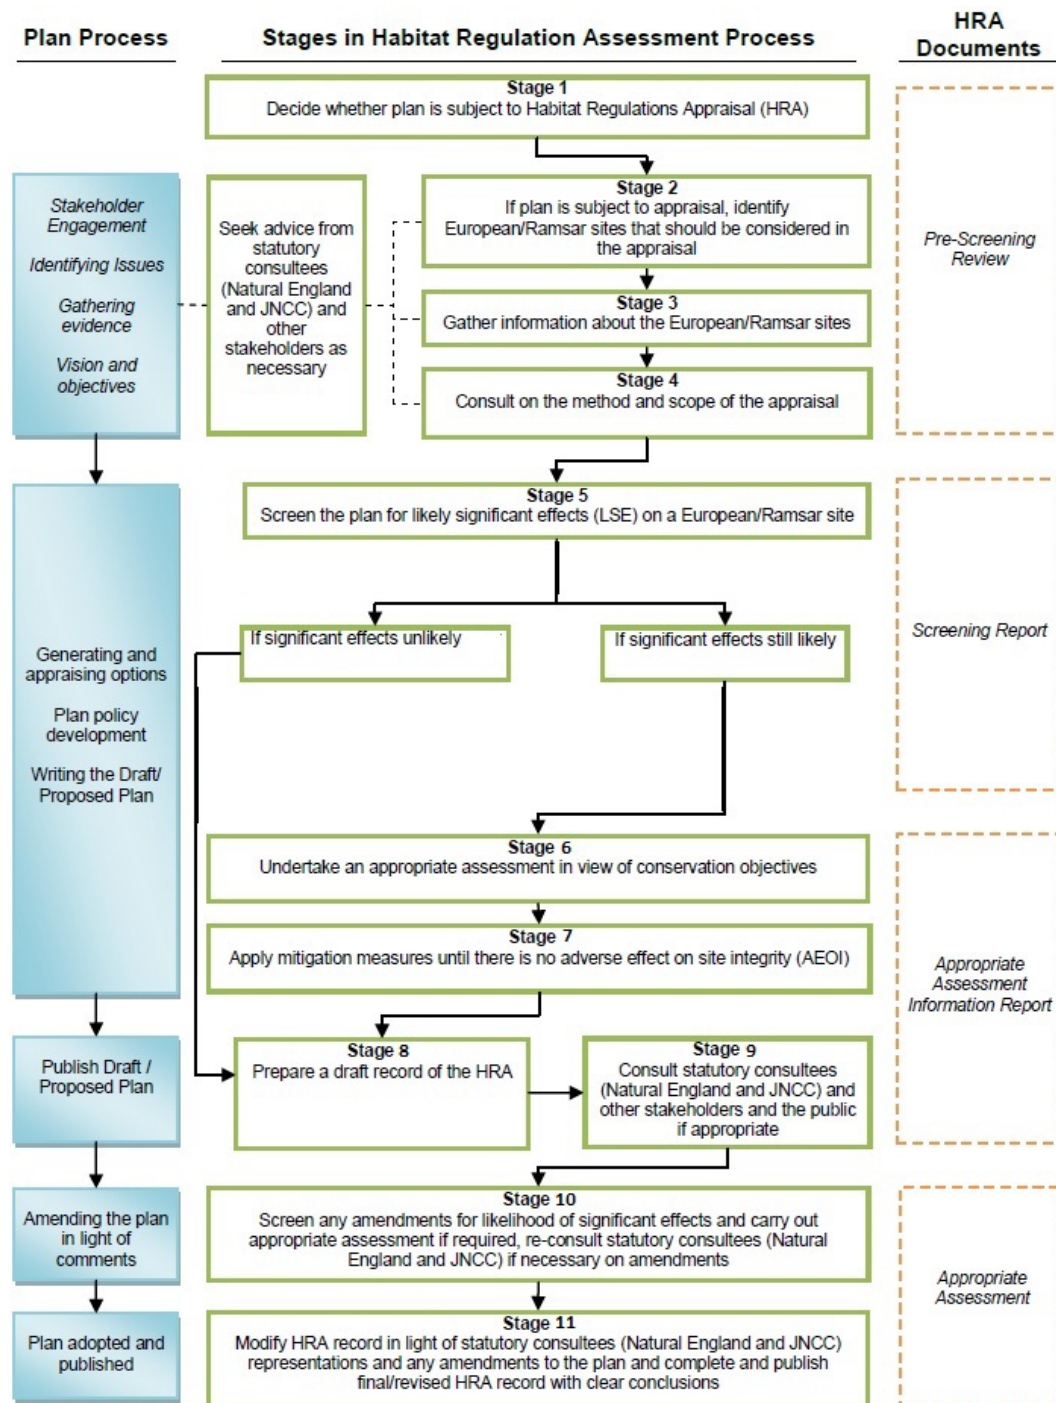 Plan Process
Stages in Habitat Regulation Assessment Process
HRA
Documents
Stage 1
Decide whether plan is subject to Habitat Regulations Appraisal (HRA)
Stakeholder
Engagement
Identifying Issues
Gathering
evidence
Vision and
objectives
Seek advice from
statutory
consultees
(Natural England
and JNCC) and
other
stakeholders as
necessary
Stage 2
If plan is subject to appraisal, identify
European/Ramsar sites that should be considered in
the appraisal
Stage 3
Gather information about the European/Ramsar sites
Stage 4
Consult on the method and scope of the appraisal
Pre-Screening
Review
Generating and
appraising options
Plan policy
development
Writing the Draft/
Proposed Plan
Stage 5
Screen the plan for likely significant effects (LSE) on a European/Ramsar site
If significant effects unlikely
If significant effects still likely
Screening Report
Stage 6
Undertake an appropriate assessment in view of conservation objectives
Stage 7
Apply mitigation measures until there is no adverse effect on site integrity (AEOI)
Appropriate
Assessment
Information Report
Publish Draft /
Proposed Plan
Stage 8
Prepare a draft record of the HRA
Stage 9
Consult statutory consultees
(Natural England and JNCC) and
other stakeholders and the public
if appropriate
Amending the plan
in light of
comments
Stage 10
Screen any amendments for likelihood of significant effects and carry out
appropriate assessment if required, re-consult statutory consultees (Natural
England and JNCC) if necessary on amendments
Appropriate
Assessment
Plan adopted and
published
Stage 11
Modify HRA record in light of statutory consultees (Natural England and JNCC)
representations and any amendments to the plan and complete and publish
final/revised HRA record with clear conclusions